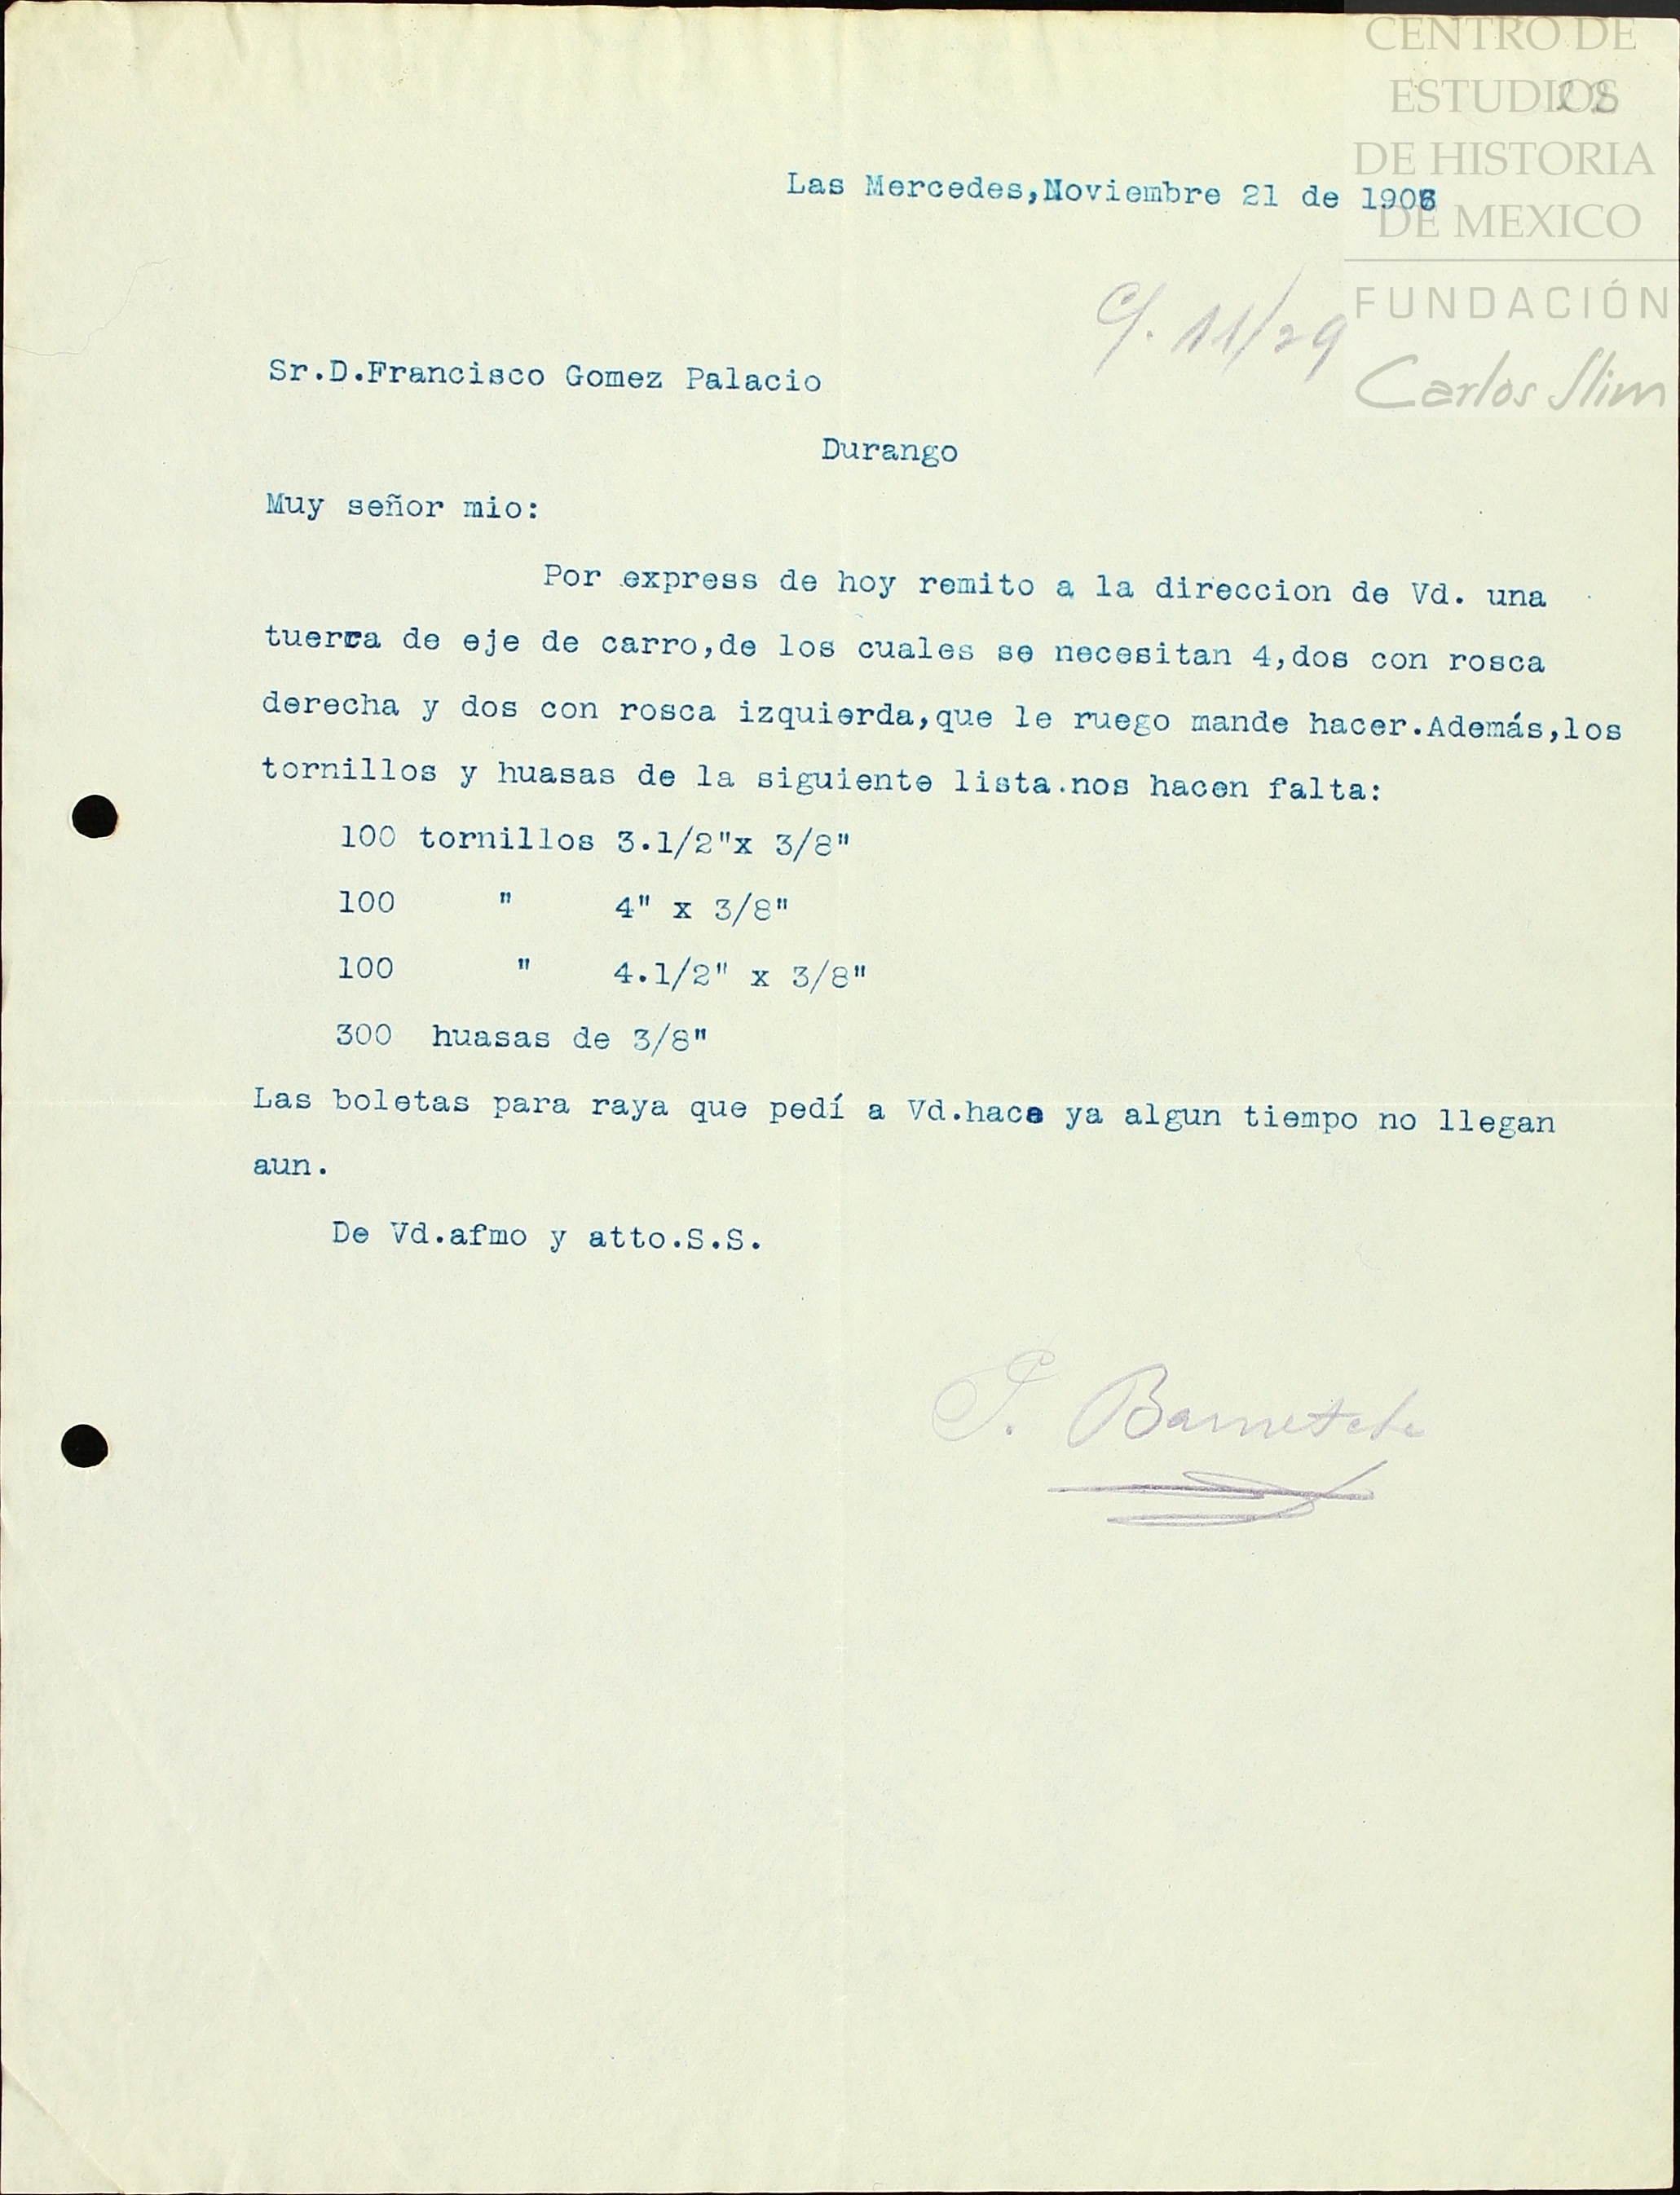 CENTRO DE
ESTUDIOS
DE HISTORIA
DE MEXICO
FUNDACIÓN
Carlos Slim
Las Mercedes,Noviembre 21 de 190
C/. 11/29
Sr.D.Francisco Gomez Palacio
Durango
Muy señor mio:
Por express de hoy remito a la direccion de Vd. una
tuerca de eje de carro,de los cuales se necesitan 4,dos con rosca
derecha y dos con rosca izquierda,que le ruego mande hacer.Además,los
tornillos y huasas de la siguiente lista.nos hacen falta:
100 tornillos 3.1/2"x 3/8"
100 " 4" x 3/8"
100 " 4.1/2" x 3/8"
300 huasas de 3/8"
Las boletas para raya que pedí a Vd.hace ya algun tiempo no llegan
aun.
De Vd.afmo y atto.S.S.